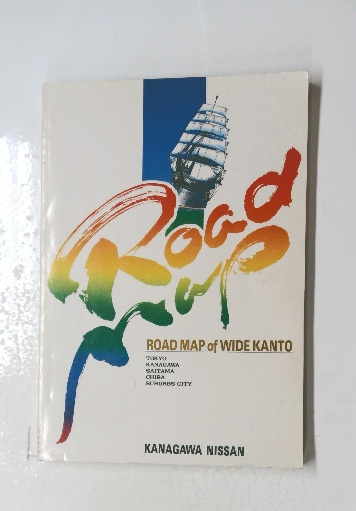 Road
Map
ROAD MAP of WIDE KANTO
TOKYO
KANAGAWA
SAITAMA
CHIBA
SUBURBS CITY
KANAGAWA NISSAN